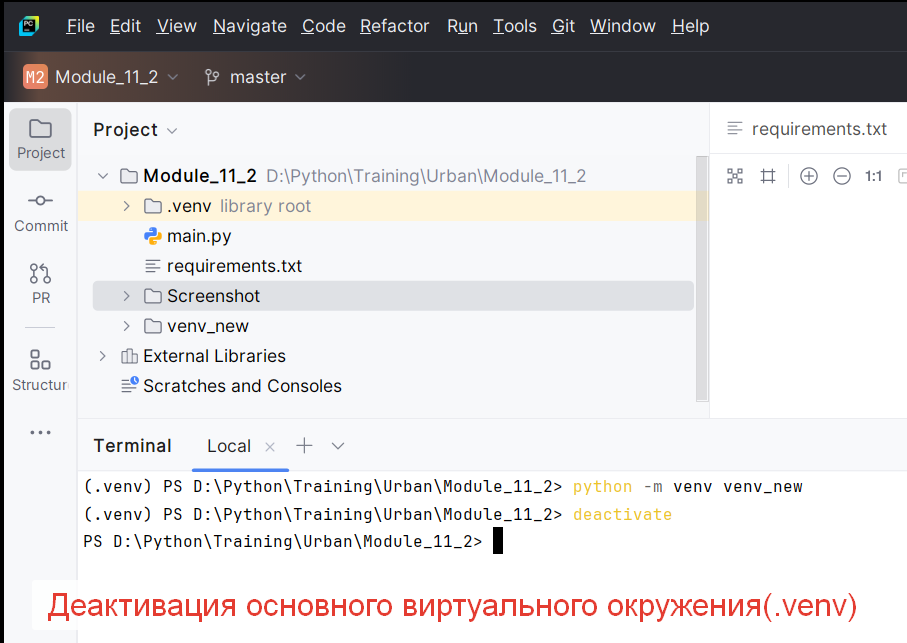 PC
File Edit View Navigate Code Refactor Run Tools Git Window Help
M2 Module_11_2 master
Project
Commit
PR
Structur
Project
Module_11_2 D:\Python\Training\Urban\Module_11_2
.venv library root
main.py
requirements.txt
Screenshot
venv_new
External Libraries
Scratches and Consoles
requirements.txt
1:1
Terminal Local
(.venv) PS D:\Python\Training\Urban\Module_11_2> python -m venv venv_new
(.venv) PS D:\Python\Training\Urban\Module_11_2> deactivate
PS D:\Python\Training\Urban\Module_11_2>
Деактивация основного виртуального окружения(.venv)